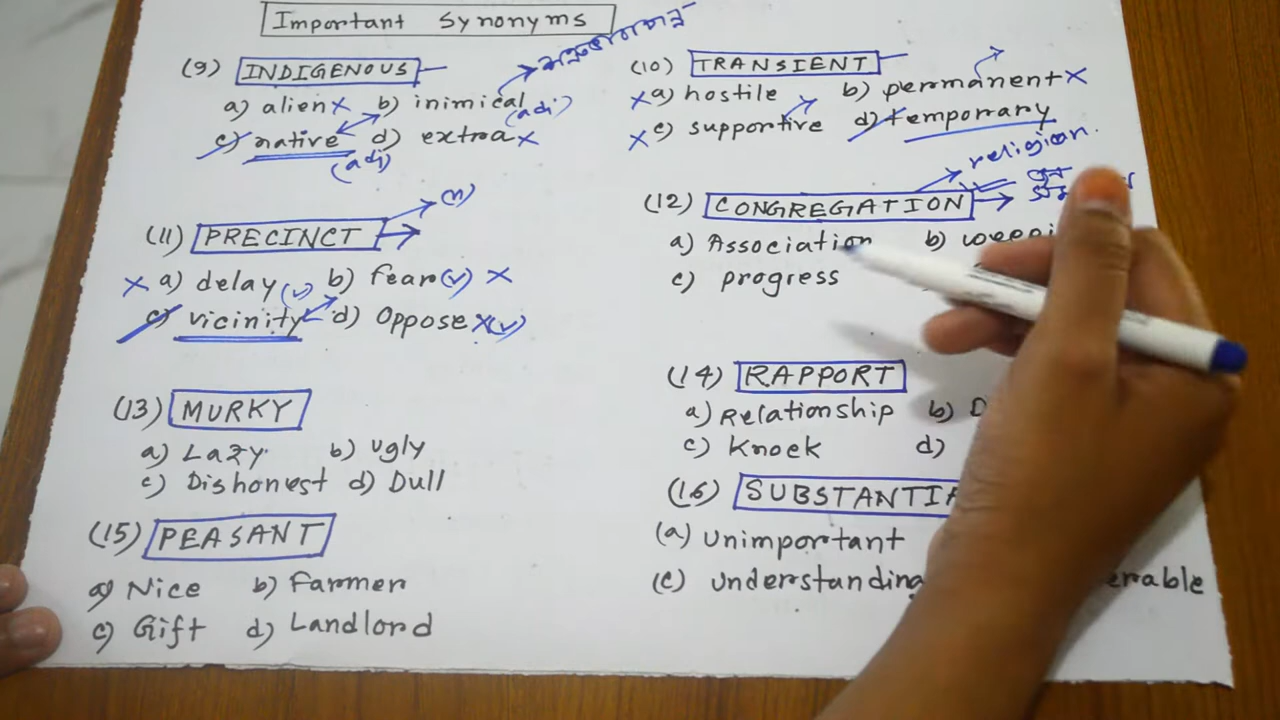 Important Synonyms
(9) INDIGENOUS
a) alien x b) inimical (adj)
c) native d) extra x
(adj)
(10) TRANSIENT
x a) hostile b) permanent x
x c) supportive d) temporary
(11) PRECINCT (n)
x a) delay (v) b) fear (v) x
c) vicinity d) Oppose x (v)
religion.
(12) CONGREGATION
a) Association b)
c) progress
(13) MURKY
a) Lazy. b) ugly
c) Dishonest d) Dull
(14) RAPPORT
a) Relationship b)
c) Knock d)
(15) PEASANT
a) Nice b) Farmer
c) Gift d) Landlord
(16) SUBSTANTIA
(a) Unimportant
(c) Understanding erable